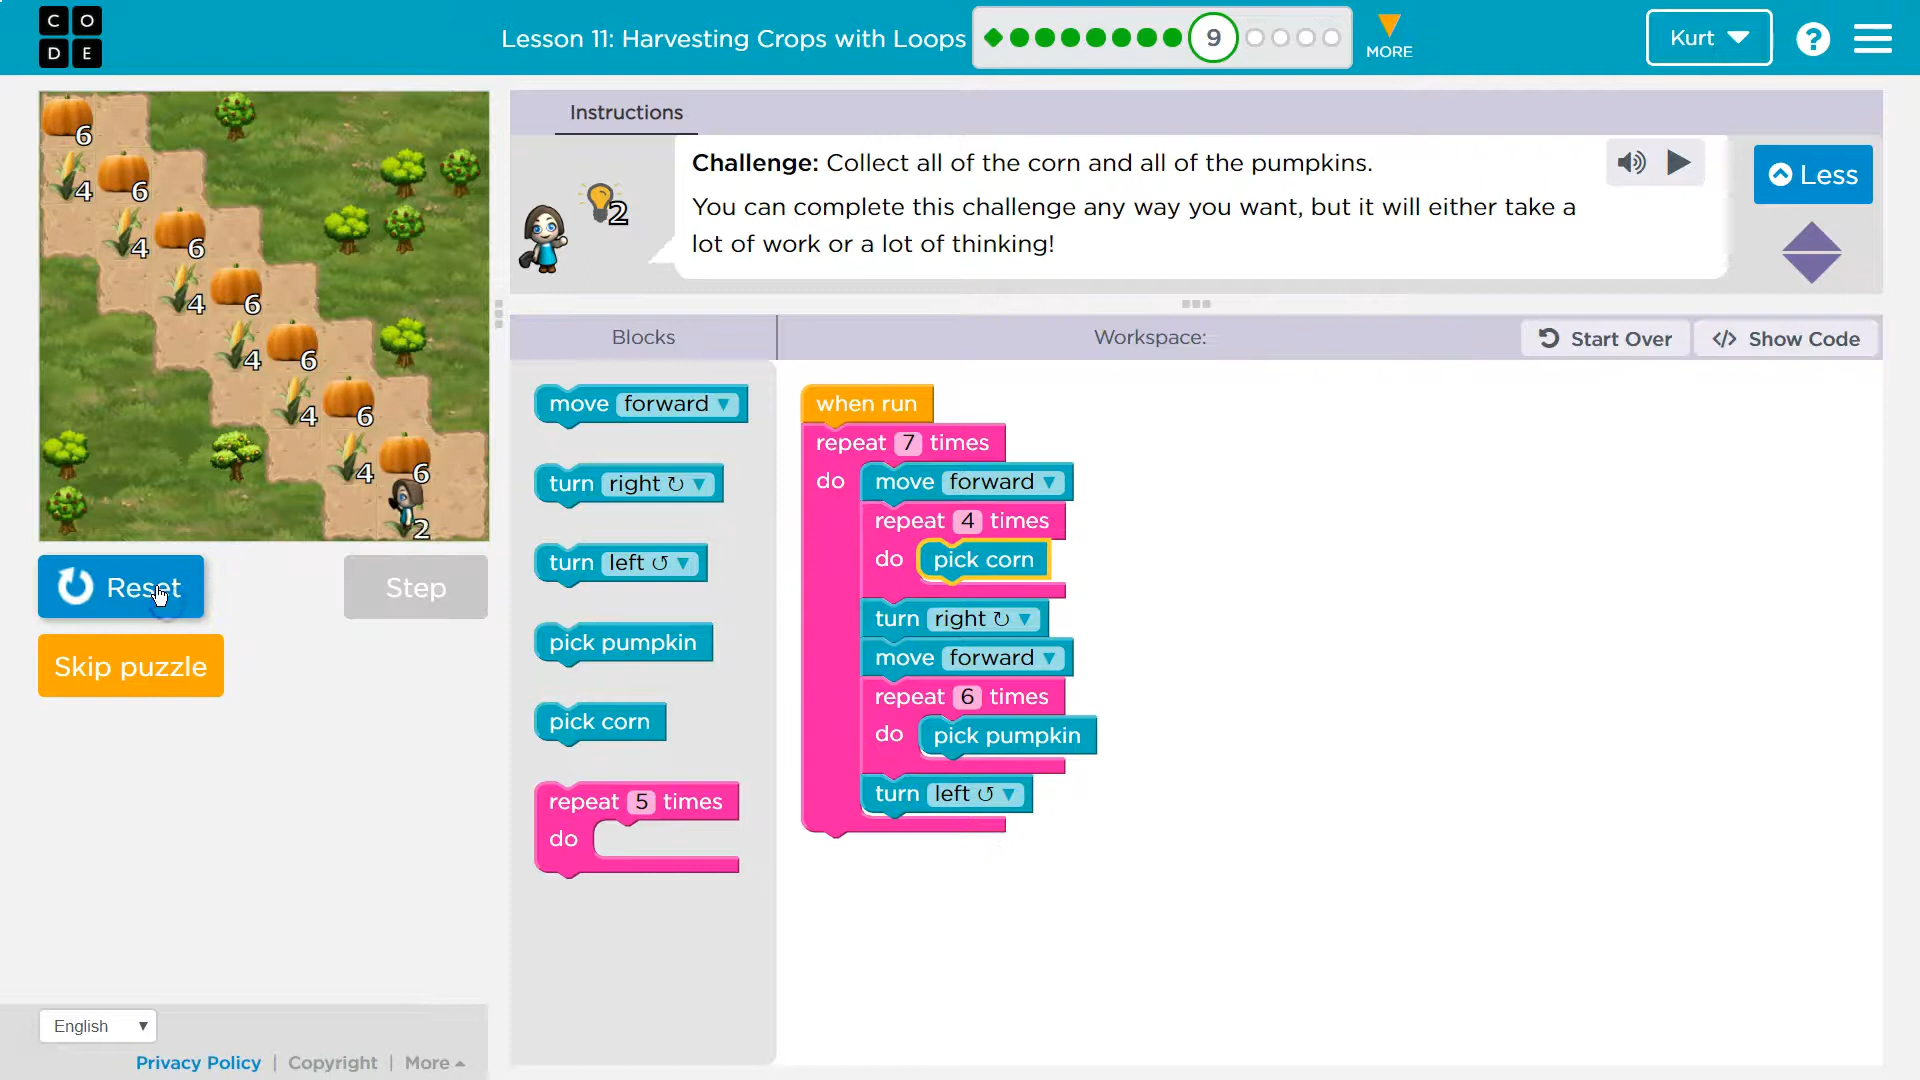 C O
D E
Lesson 11: Harvesting Crops with Loops
9
MORE
Kurt
?
6
4 6
4 6
4 6
4 6
4 6
4 6
2
Reset
Step
Skip puzzle
Instructions
2
Challenge: Collect all of the corn and all of the pumpkins.
You can complete this challenge any way you want, but it will either take a
lot of work or a lot of thinking!
Less
Blocks
Workspace:
Start Over
</> Show Code
move forward
turn right
turn left
pick pumpkin
pick corn
repeat 5 times
do
when run
repeat 7 times
do move forward
repeat 4 times
do pick corn
turn right
move forward
repeat 6 times
do pick pumpkin
turn left
English
Privacy Policy | Copyright | More